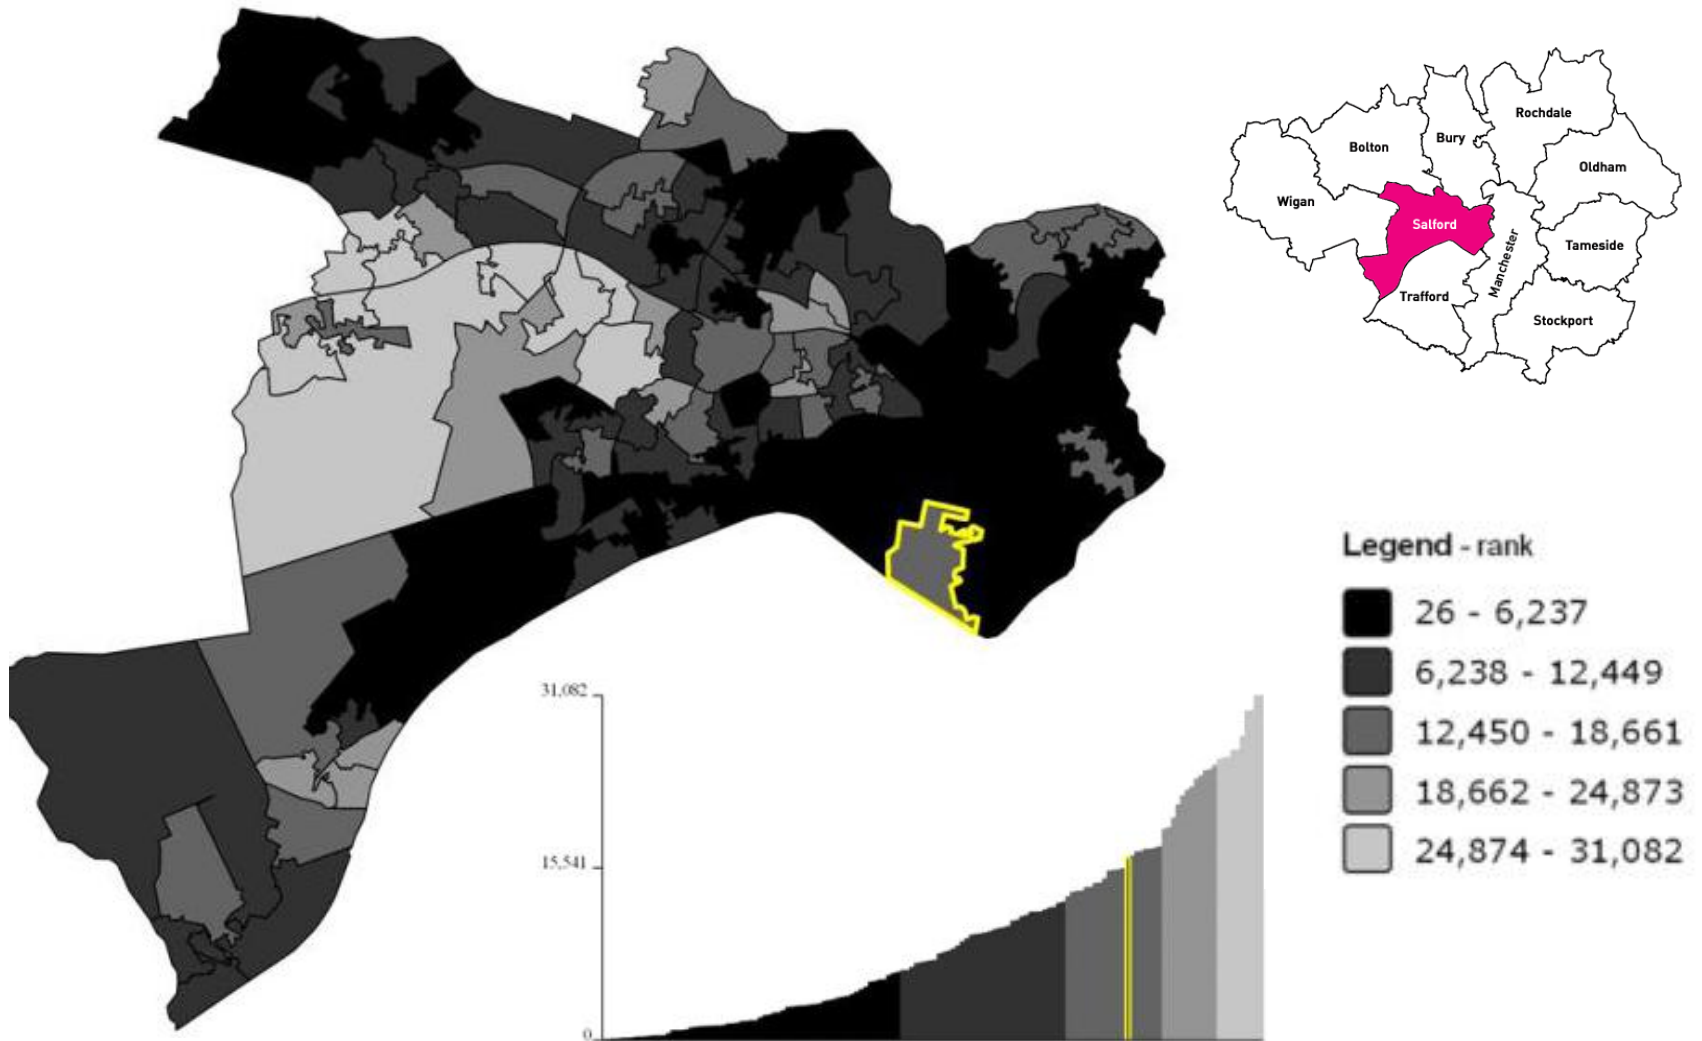 Rochdale
Bury
Bolton
Oldham
Wigan
Salford
Tameside
Manchester
Trafford
Stockport
Legend - rank
26 - 6,237
6,238 - 12,449
12,450 - 18,661
18,662 - 24,873
24,874 - 31,082
31,082
15,541
0